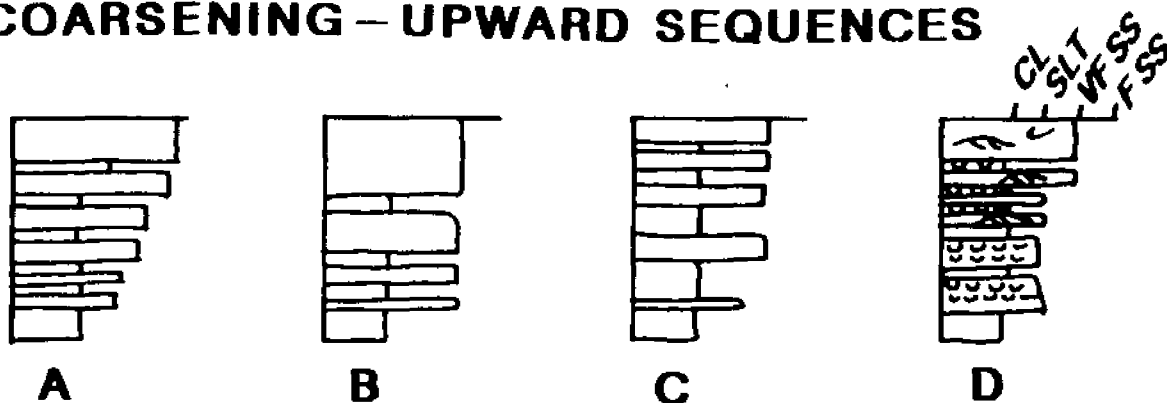 COARSENING – UPWARD SEQUENCES
CL SLT VF SS F SS
A B C D